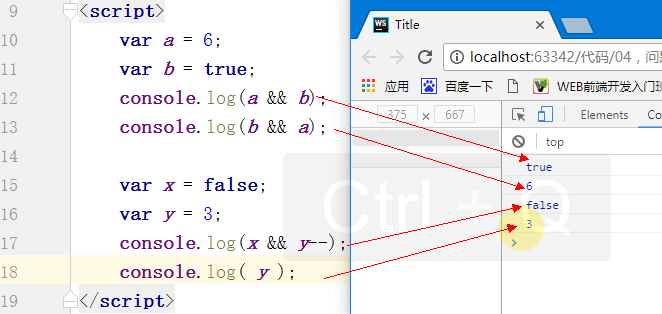 9 <script>
10 var a = 6;
11 var b = true;
12 console.log(a && b);
13 console.log(b && a);
14
15 var x = false;
16 var y = 3;
17 console.log(x && y--);
18 console.log( y );
19 </script>
WS Title
localhost:63342/代码/04，问
应用 百度一下 WEB前端开发入门班
375 × 667
Elements Co
top
true
6
false
3
Ctrl + Q